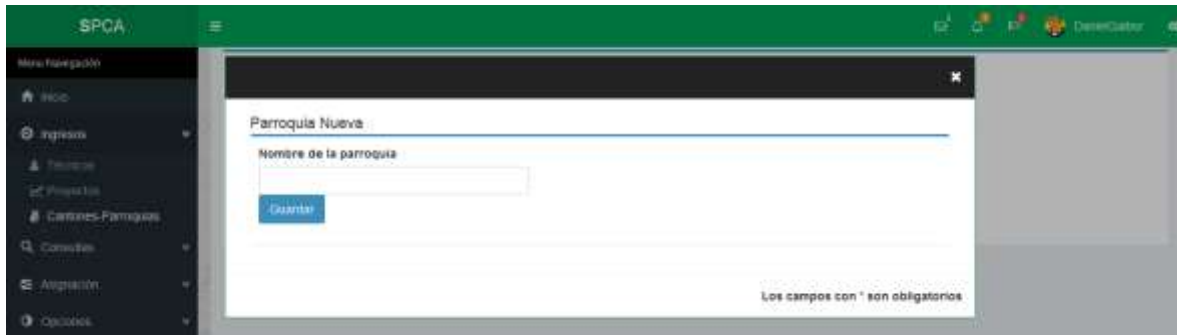 SPCA
Menu Navegación
Inicio
Ingresos
Técnicos
Proyectos
Cantones-Parroquias
Consultas
Asignación
Opciones
Parroquia Nueva
Nombre de la parroquia
Guardar
Los campos con * son obligatorios